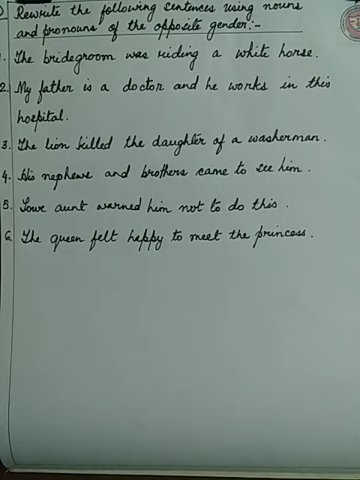 Rewrite the following sentences using nouns
and pronouns of the opposite gender:-
1. The bridegroom was riding a white horse.
2. My father is a doctor and he works in this
hospital.
3. The lion killed the daughter of a washerman.
4. His nephews and brothers came to see him.
5. Your aunt warned him not to do this.
6. The queen felt happy to meet the princess.